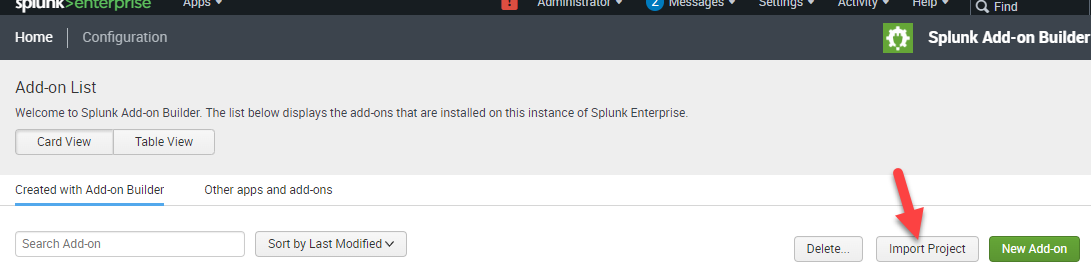 splunk>enterprise Apps Administrator 2 Messages Settings Activity Help Find
Home Configuration Splunk Add-on Builder
Add-on List
Welcome to Splunk Add-on Builder. The list below displays the add-ons that are installed on this instance of Splunk Enterprise.
Card View Table View
Created with Add-on Builder Other apps and add-ons
Search Add-on Sort by Last Modified Delete... Import Project New Add-on